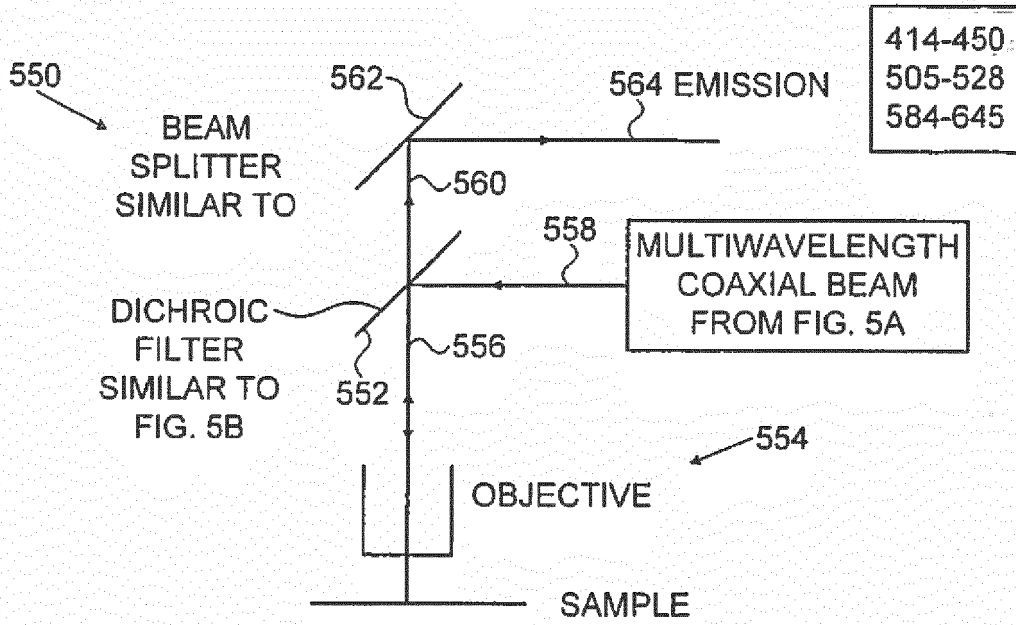 550
BEAM
SPLITTER
SIMILAR TO
562
564 EMISSION
414-450
505-528
584-645
560
558
MULTIWAVELENGTH
COAXIAL BEAM
FROM FIG. 5A
DICHROIC
FILTER
SIMILAR TO
FIG. 5B
552
556
554
OBJECTIVE
SAMPLE